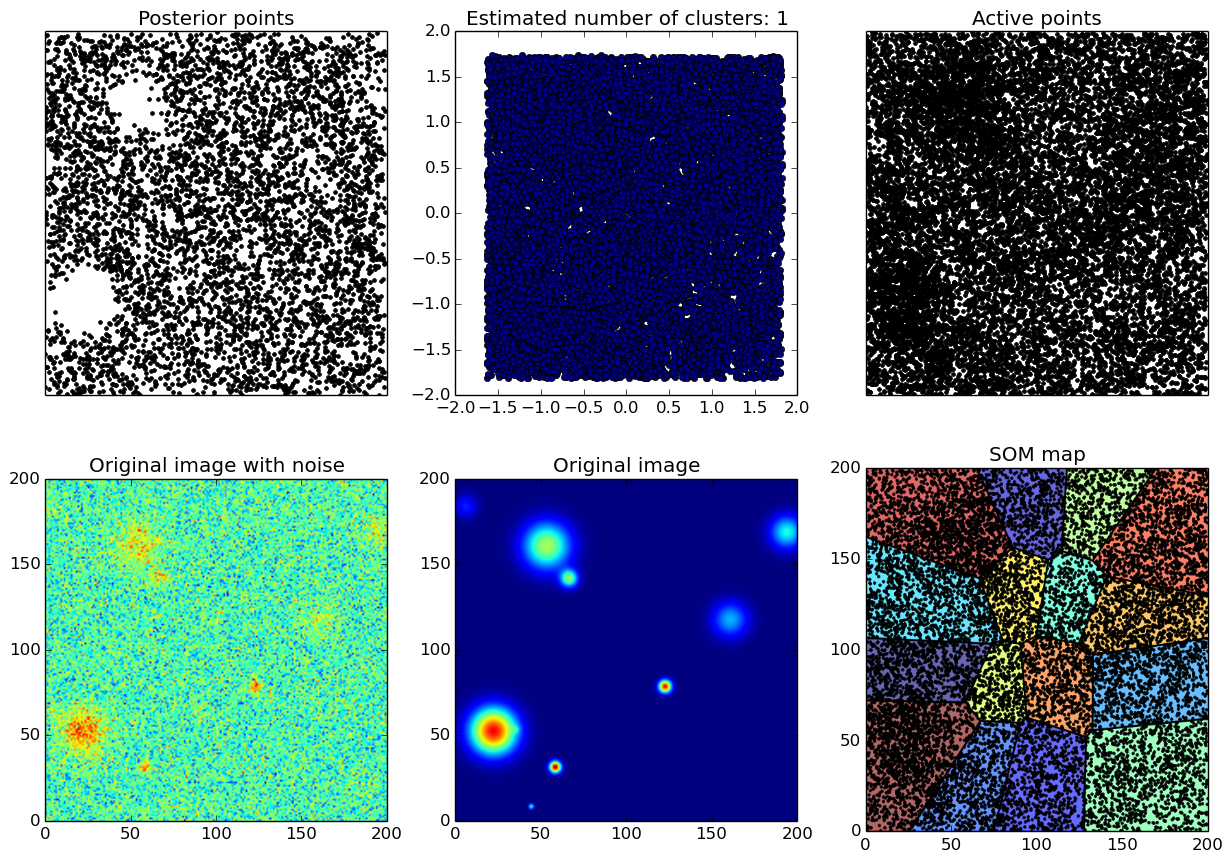 Posterior points
Estimated number of clusters: 1
Active points
2.0
1.5
1.0
0.5
0.0
−0.5
−1.0
−1.5
−2.0
−2.0 −1.5 −1.0 −0.5 0.0 0.5 1.0 1.5 2.0
Original image with noise
Original image
SOM map
200
150
100
50
0
0 50 100 150 200
200
150
100
50
0
0 50 100 150 200
200
150
100
50
0
0 50 100 150 200